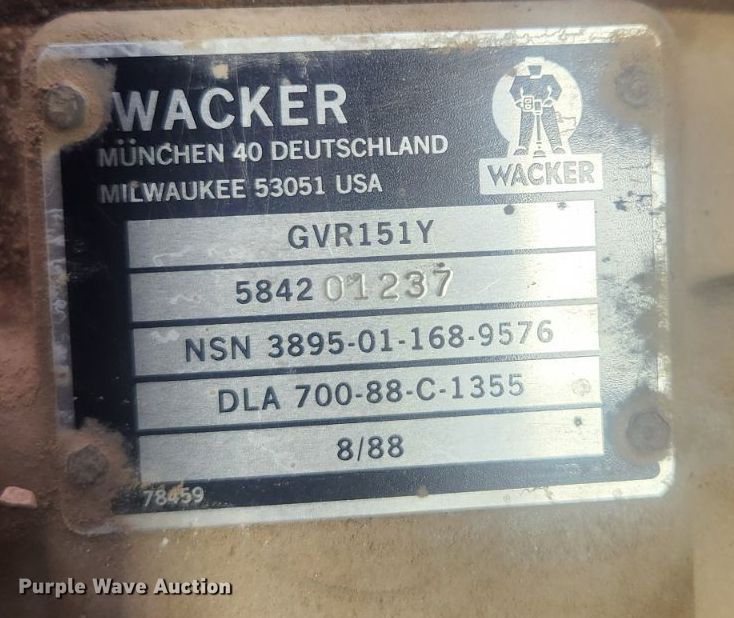 WACKER
MÜNCHEN 40 DEUTSCHLAND
MILWAUKEE 53051 USA
WACKER
GVR151Y
5842 01237
NSN 3895-01-168-9576
DLA 700-88-C-1355
8/88
78459
Purple Wave Auction